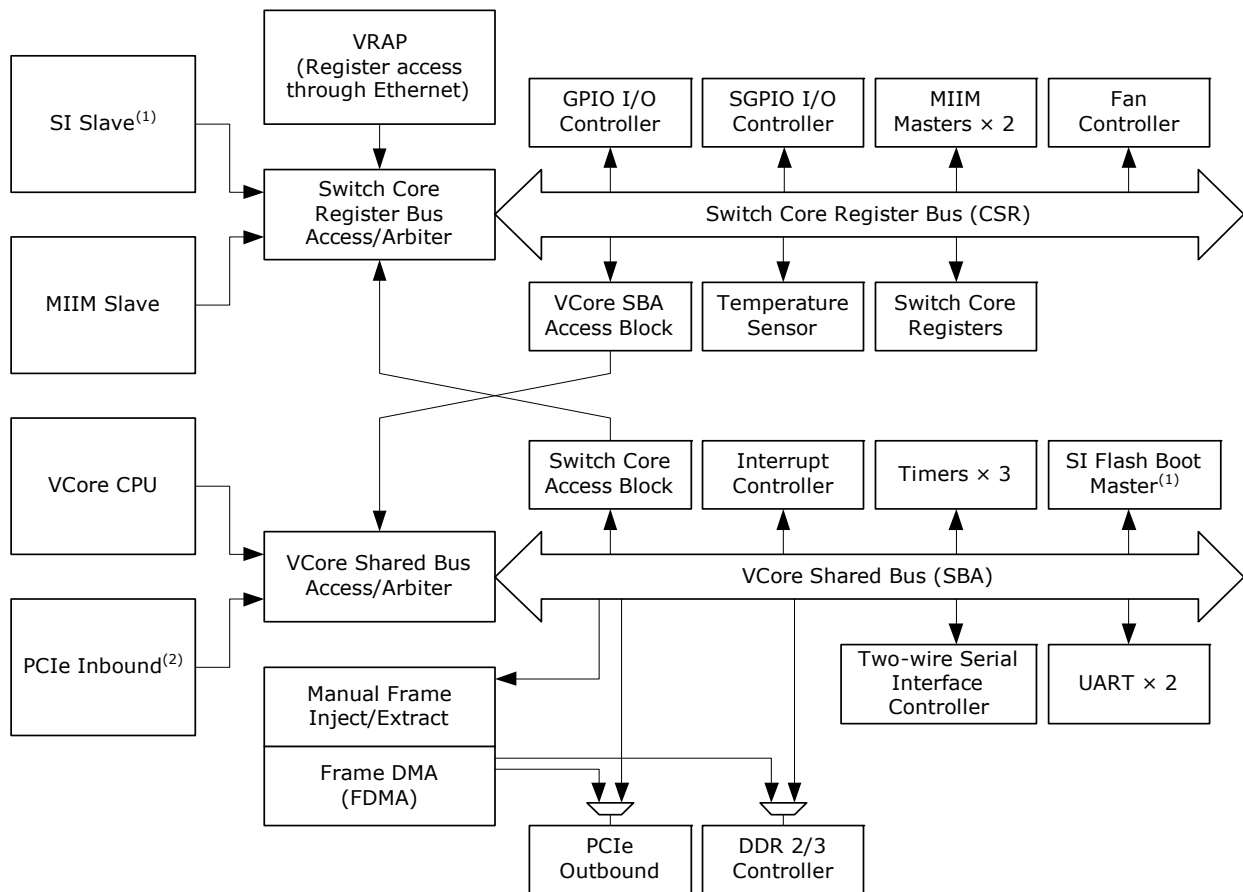 VRAP
(Register access
through Ethernet)
SI Slave(1)
GPIO I/O
Controller
SGPIO I/O
Controller
MIIM
Masters × 2
Fan
Controller
Switch Core
Register Bus
Access/Arbiter
Switch Core Register Bus (CSR)
MIIM Slave
VCore SBA
Access Block
Temperature
Sensor
Switch Core
Registers
VCore CPU
Switch Core
Access Block
Interrupt
Controller
Timers × 3
SI Flash Boot
Master(1)
VCore Shared Bus
Access/Arbiter
VCore Shared Bus (SBA)
PCIe Inbound(2)
Manual Frame
Inject/Extract
Two-wire Serial
Interface
Controller
UART × 2
Frame DMA
(FDMA)
PCIe
Outbound
DDR 2/3
Controller